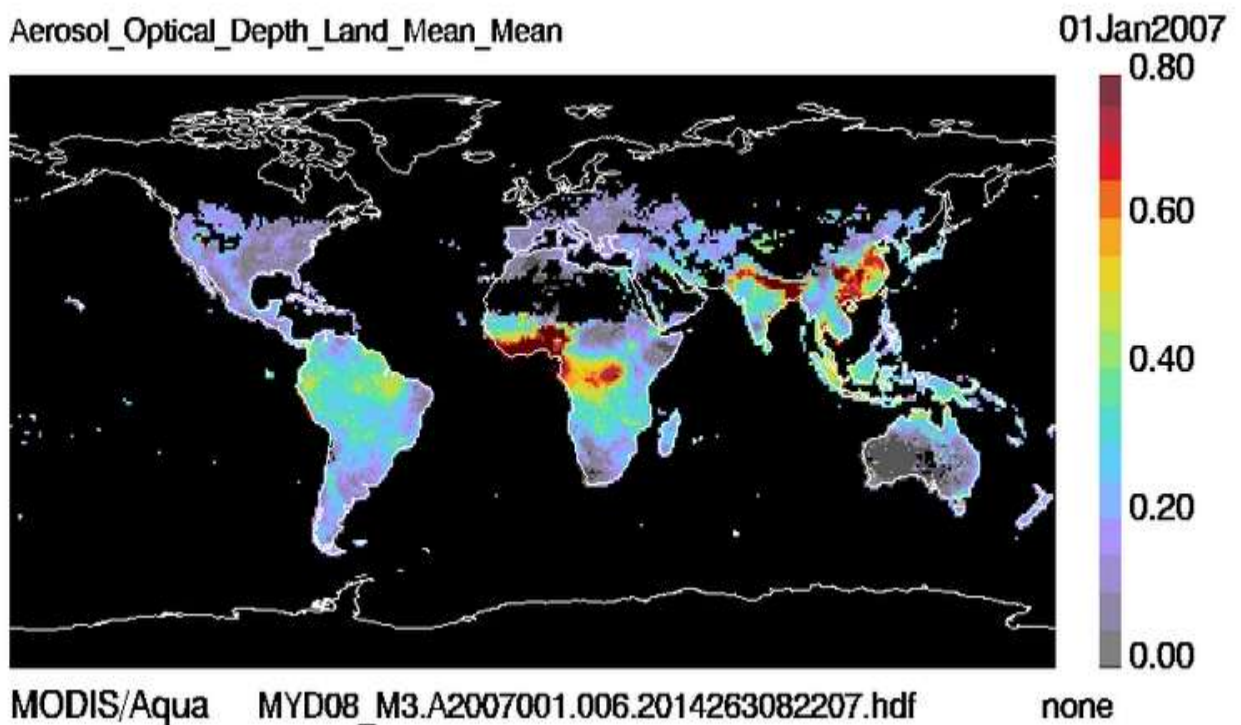 Aerosol_Optical_Depth_Land_Mean_Mean
01Jan2007
0.80
0.60
0.40
0.20
0.00
MODIS/Aqua MYD08_M3.A2007001.006.2014263082207.hdf none